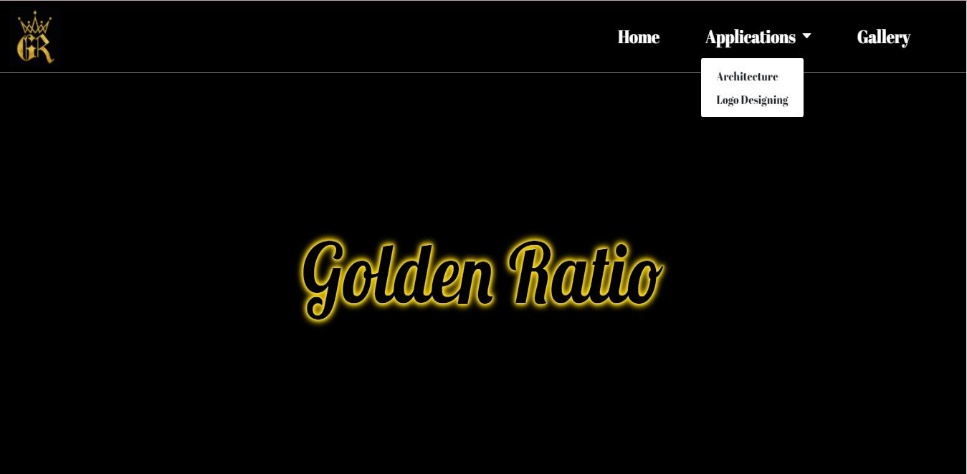 GR
Home Applications Gallery
Architecture
Logo Designing
Golden Ratio